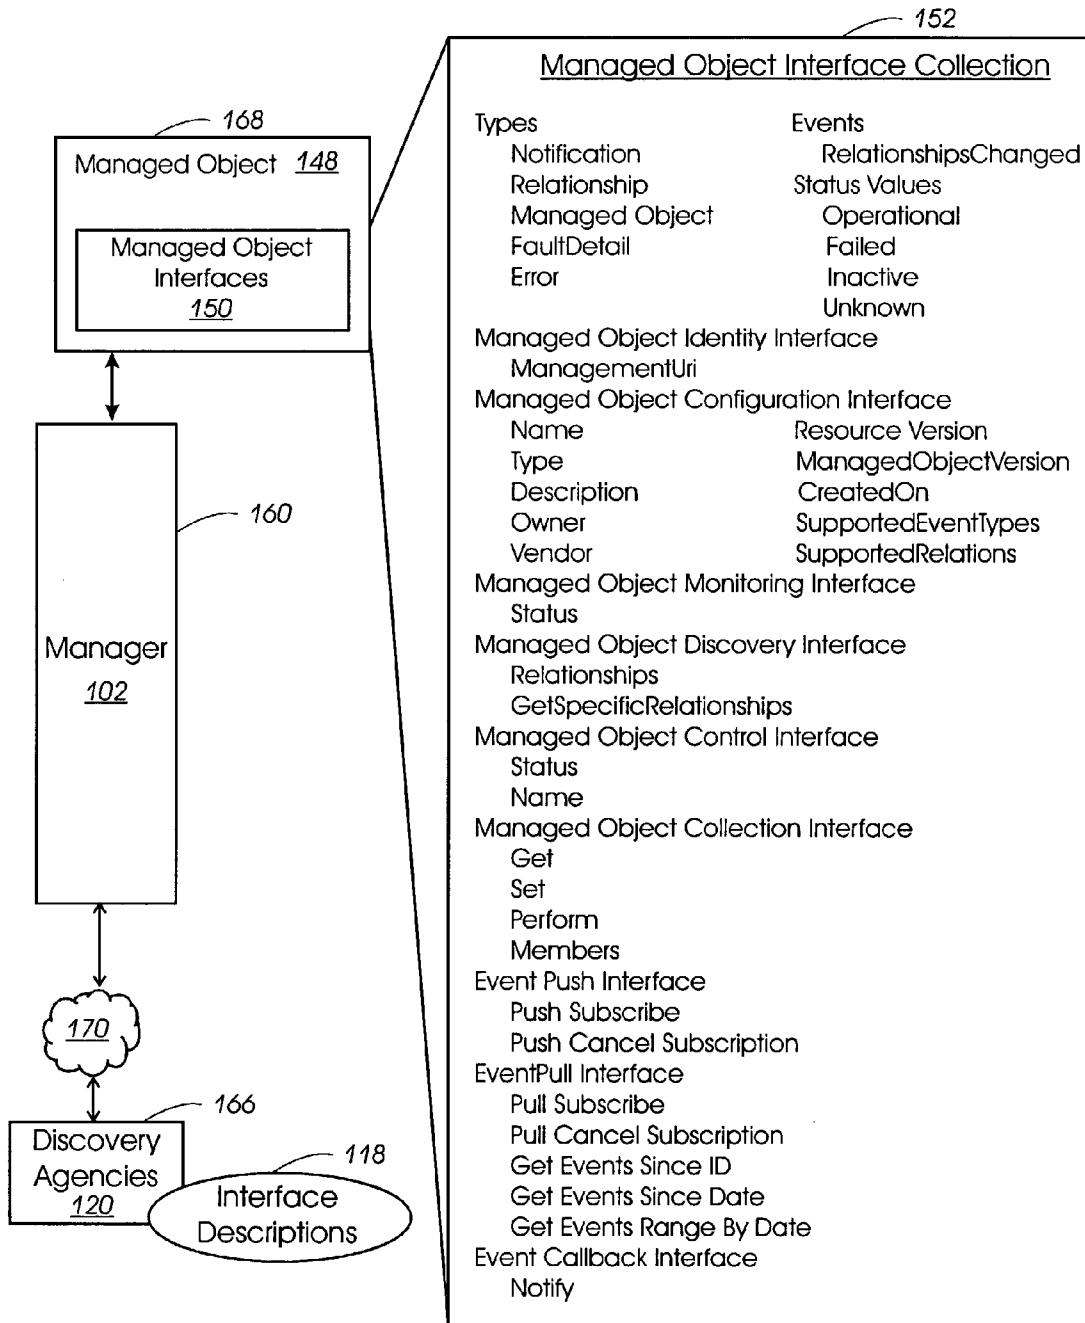 152
Managed Object Interface Collection
168
Managed Object 148
Managed Object
Interfaces
150
Types
Notification
Relationship
Managed Object
FaultDetail
Error
Events
RelationshipsChanged
Status Values
Operational
Failed
Inactive
Unknown
Managed Object Identity Interface
ManagementUri
Managed Object Configuration Interface
Name
Type
Description
Owner
Vendor
Resource Version
ManagedObjectVersion
CreatedOn
SupportedEventTypes
SupportedRelations
Managed Object Monitoring Interface
Status
Managed Object Discovery Interface
Relationships
GetSpecificRelationships
Managed Object Control Interface
Status
Name
Managed Object Collection Interface
Get
Set
Perform
Members
Event Push Interface
Push Subscribe
Push Cancel Subscription
EventPull Interface
Pull Subscribe
Pull Cancel Subscription
Get Events Since ID
Get Events Since Date
Get Events Range By Date
Event Callback Interface
Notify
160
Manager
102
170
166
Discovery
Agencies
120
118
Interface
Descriptions